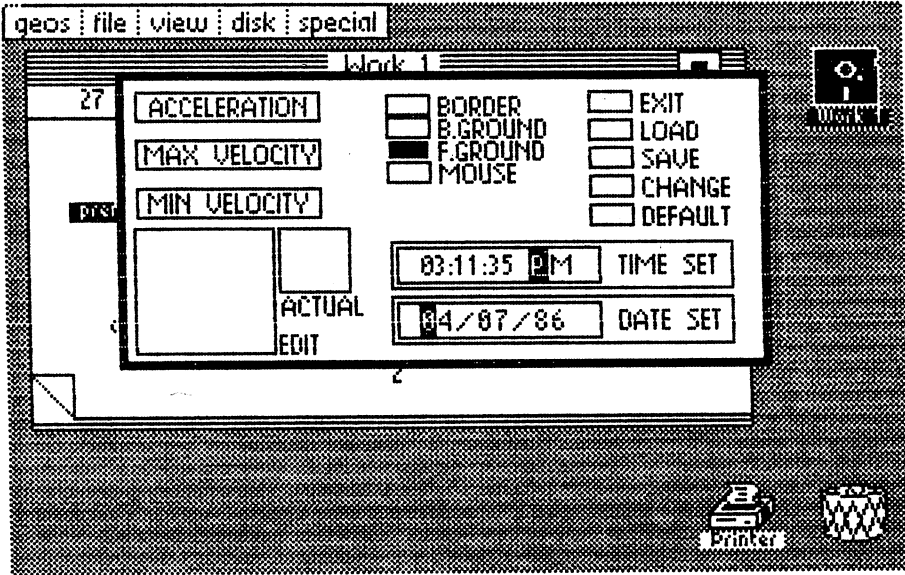 geos file view disk special
Work 1
27
ACCELERATION
MAX VELOCITY
MIN VELOCITY
BORDER
B.GROUND
F.GROUND
MOUSE
EXIT
LOAD
SAVE
CHANGE
DEFAULT
03:11:35 PM TIME SET
04/07/86 DATE SET
ACTUAL
EDIT
Printer